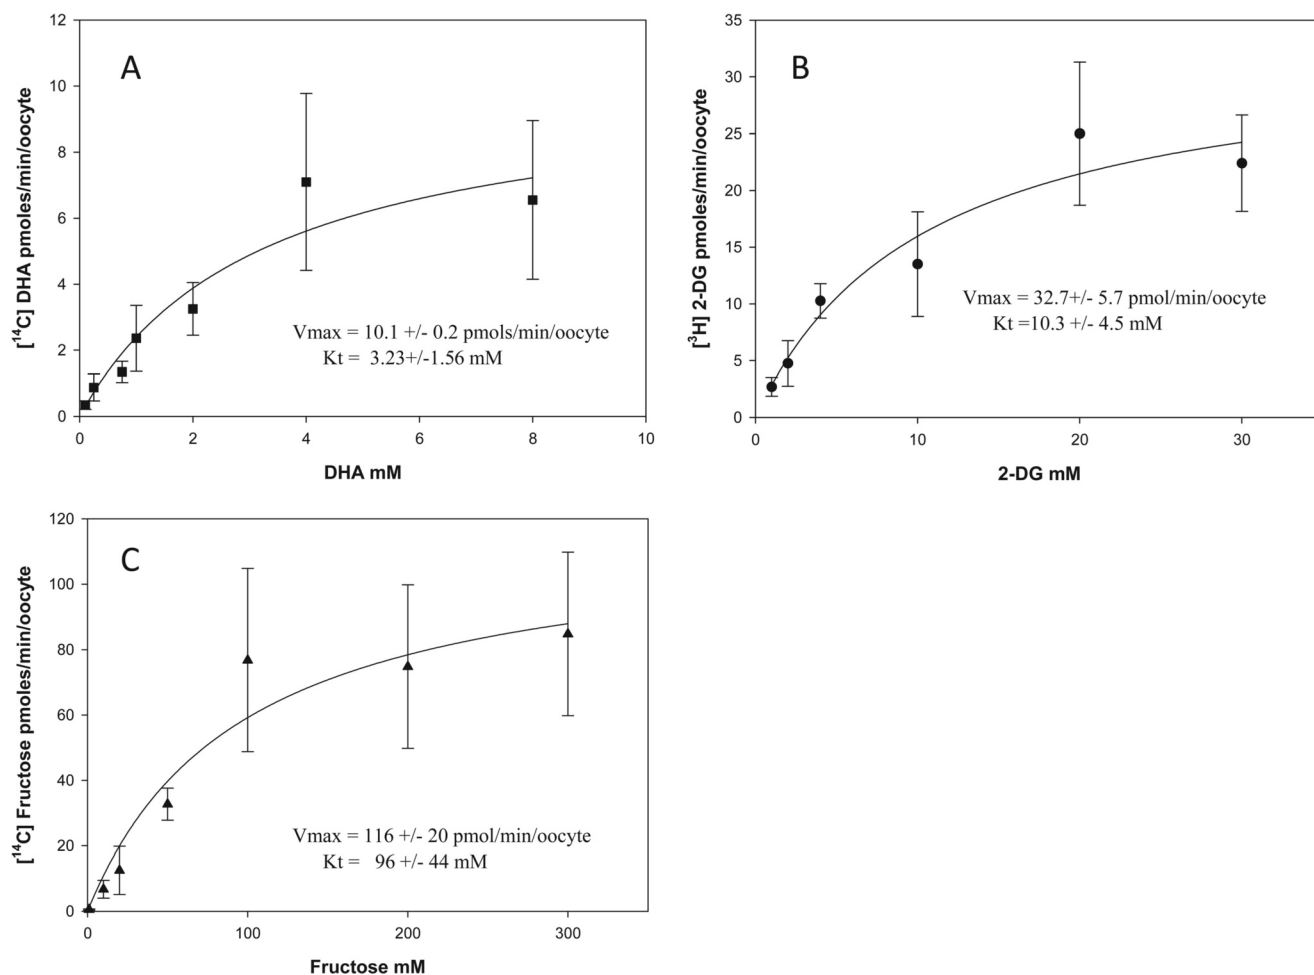 A
[¹⁴C] DHA pmoles/min/oocyte
12
10
8
6
4
2
0
Vmax = 10.1 +/- 0.2 pmols/min/oocyte
Kt = 3.23+/-1.56 mM
0 2 4 6 8 10
DHA mM
B
[³H] 2-DG pmoles/min/oocyte
35
30
25
20
15
10
5
0
Vmax = 32.7+/- 5.7 pmol/min/oocyte
Kt =10.3 +/- 4.5 mM
0 10 20 30
2-DG mM
C
[¹⁴C] Fructose pmoles/min/oocyte
120
100
80
60
40
20
0
Vmax = 116 +/- 20 pmol/min/oocyte
Kt = 96 +/- 44 mM
0 100 200 300
Fructose mM